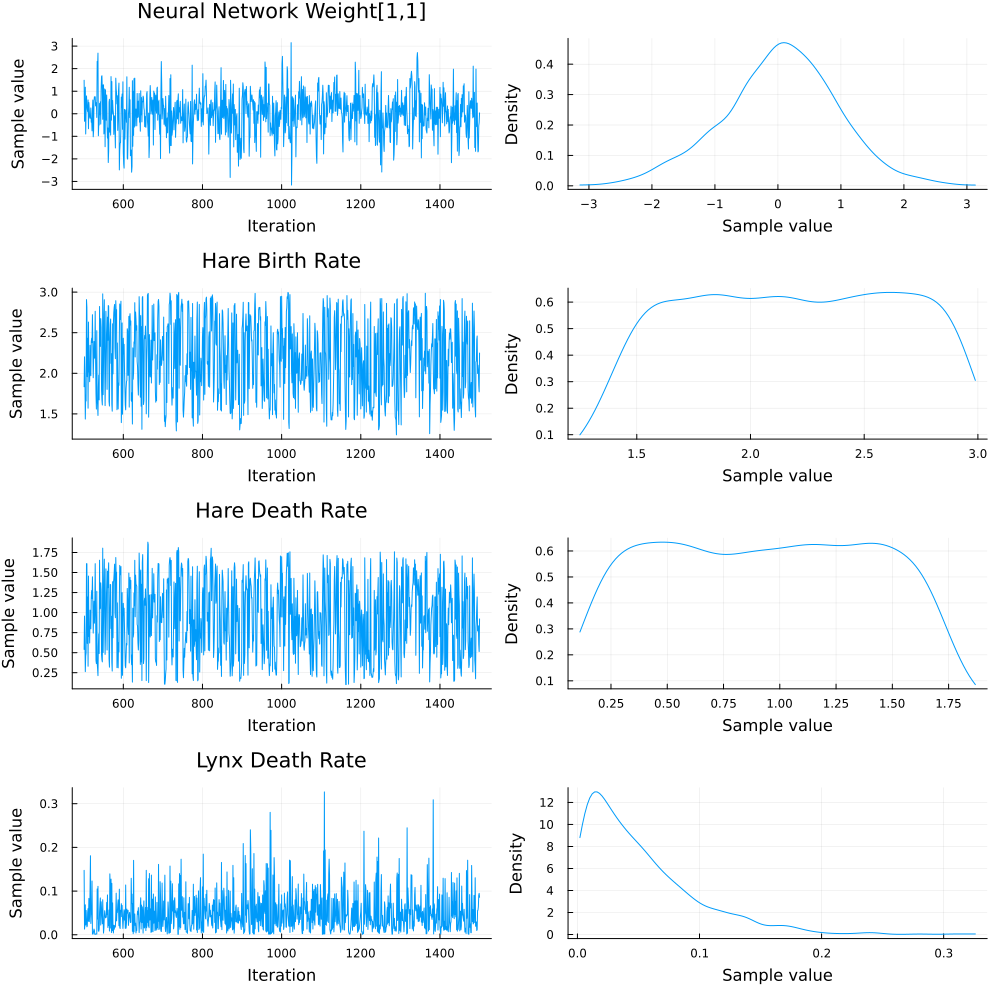 Neural Network Weight[1,1]
Sample value
3
2
1
0
−1
−2
−3
600 800 1000 1200 1400
Iteration
Density
0.4
0.3
0.2
0.1
0.0
−3 −2 −1 0 1 2 3
Sample value
Hare Birth Rate
Sample value
3.0
2.5
2.0
1.5
600 800 1000 1200 1400
Iteration
Density
0.6
0.5
0.4
0.3
0.2
0.1
1.5 2.0 2.5 3.0
Sample value
Hare Death Rate
Sample value
1.75
1.50
1.25
1.00
0.75
0.50
0.25
600 800 1000 1200 1400
Iteration
Density
0.6
0.5
0.4
0.3
0.2
0.1
0.25 0.50 0.75 1.00 1.25 1.50 1.75
Sample value
Lynx Death Rate
Sample value
0.3
0.2
0.1
0.0
600 800 1000 1200 1400
Iteration
Density
12
10
8
6
4
2
0
0.0 0.1 0.2 0.3
Sample value